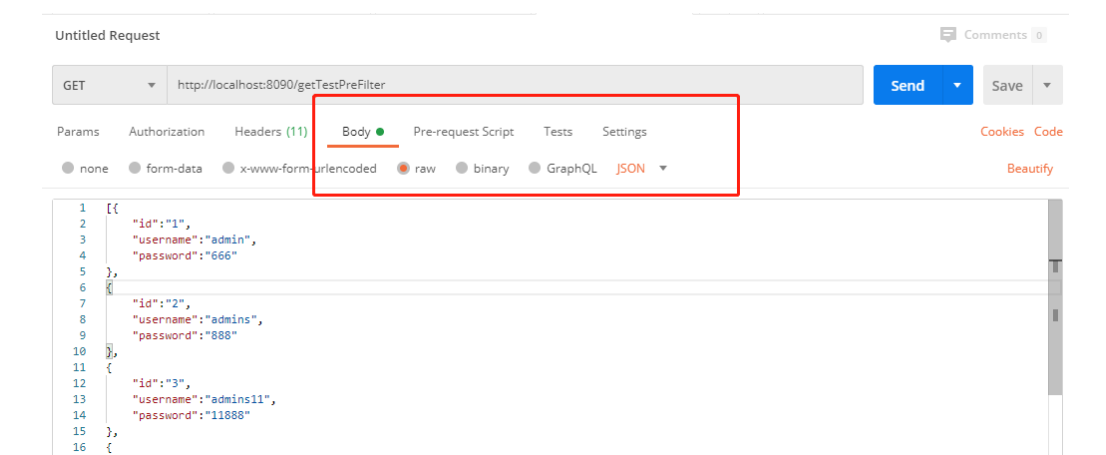 Untitled Request
Comments 0
GET http://localhost:8090/getTestPreFilter Send Save
Params Authorization Headers (11) Body Pre-request Script Tests Settings Cookies Code
none form-data x-www-form-urlencoded raw binary GraphQL JSON Beautify
1 [{
2 "id":"1",
3 "username":"admin",
4 "password":"666"
5 },
6 {
7 "id":"2",
8 "username":"admins",
9 "password":"888"
10 },
11 {
12 "id":"3",
13 "username":"admins11",
14 "password":"11888"
15 },
16 {